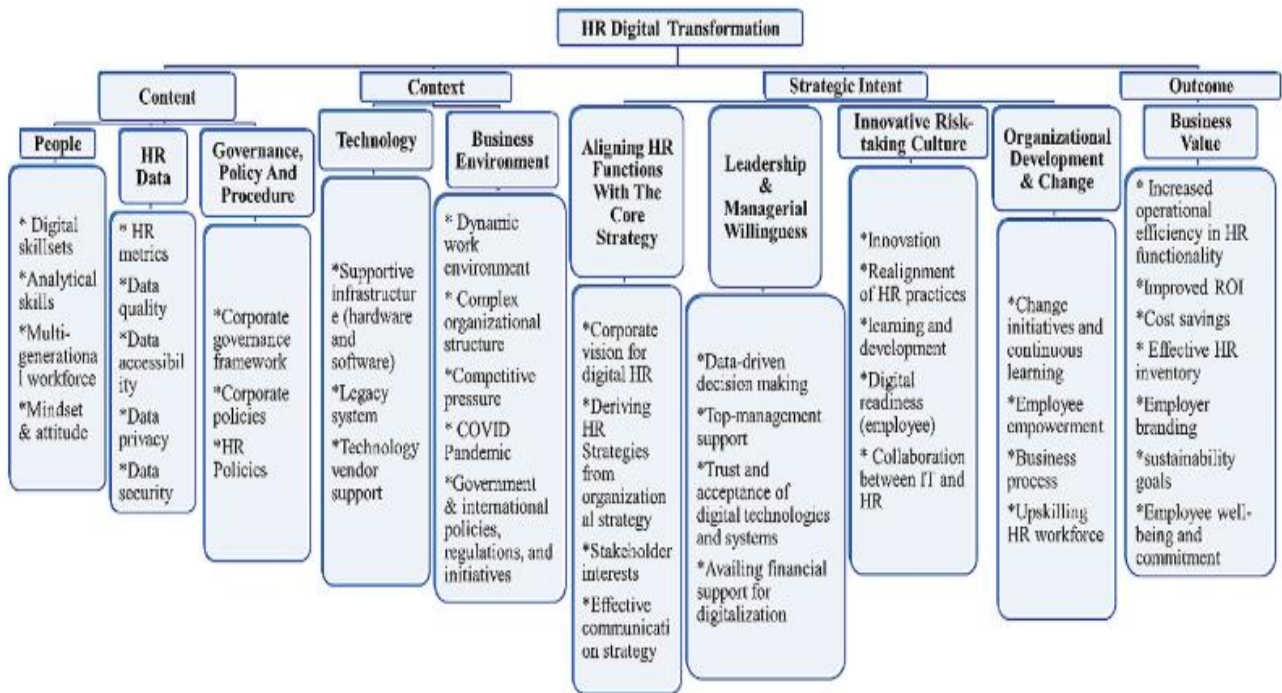 HR Digital Transformation
Content
Context
Strategic Intent
Outcome
People
* Digital
skillsets
*Analytical
skills
*Multi-
generationa
l workforce
*Mindset
& attitude
HR
Data
* HR
metrics
*Data
quality
*Data
accessibil
ity
*Data
privacy
*Data
security
Governance,
Policy And
Procedure
*Corporate
governance
framework
*Corporate
policies
*HR
Policies
Technology
*Supportive
infrastructur
e (hardware
and
software)
*Legacy
system
*Technology
vendor
support
Business
Environment
* Dynamic
work
environment
* Complex
organizational
structure
*Competitive
pressure
* COVID
Pandemic
*Government
& international
policies,
regulations, and
initiatives
Aligning HR
Functions
With The
Core
Strategy
*Corporate
vision for
digital HR
*Deriving
HR
Strategies
from
organization
al strategy
*Stakeholder
interests
*Effective
communicati
on strategy
Leadership
&
Managerial
Willingness
*Data-driven
decision making
*Top-management
support
*Trust and
acceptance of
digital technologies
and systems
*Availing financial
support for
digitalization
Innovative Risk-
taking Culture
*Innovation
*Realignment
of HR practices
*learning and
development
*Digital
readiness
(employee)
* Collaboration
between IT and
HR
Organizational
Development
& Change
*Change
initiatives and
continuous
learning
*Employee
empowerment
*Business
process
*Upskilling
HR workforce
Business
Value
* Increased
operational
efficiency in HR
functionality
*Improved ROI
*Cost savings
* Effective HR
inventory
*Employer
branding
*sustainability
goals
*Employee well-
being and
commitment